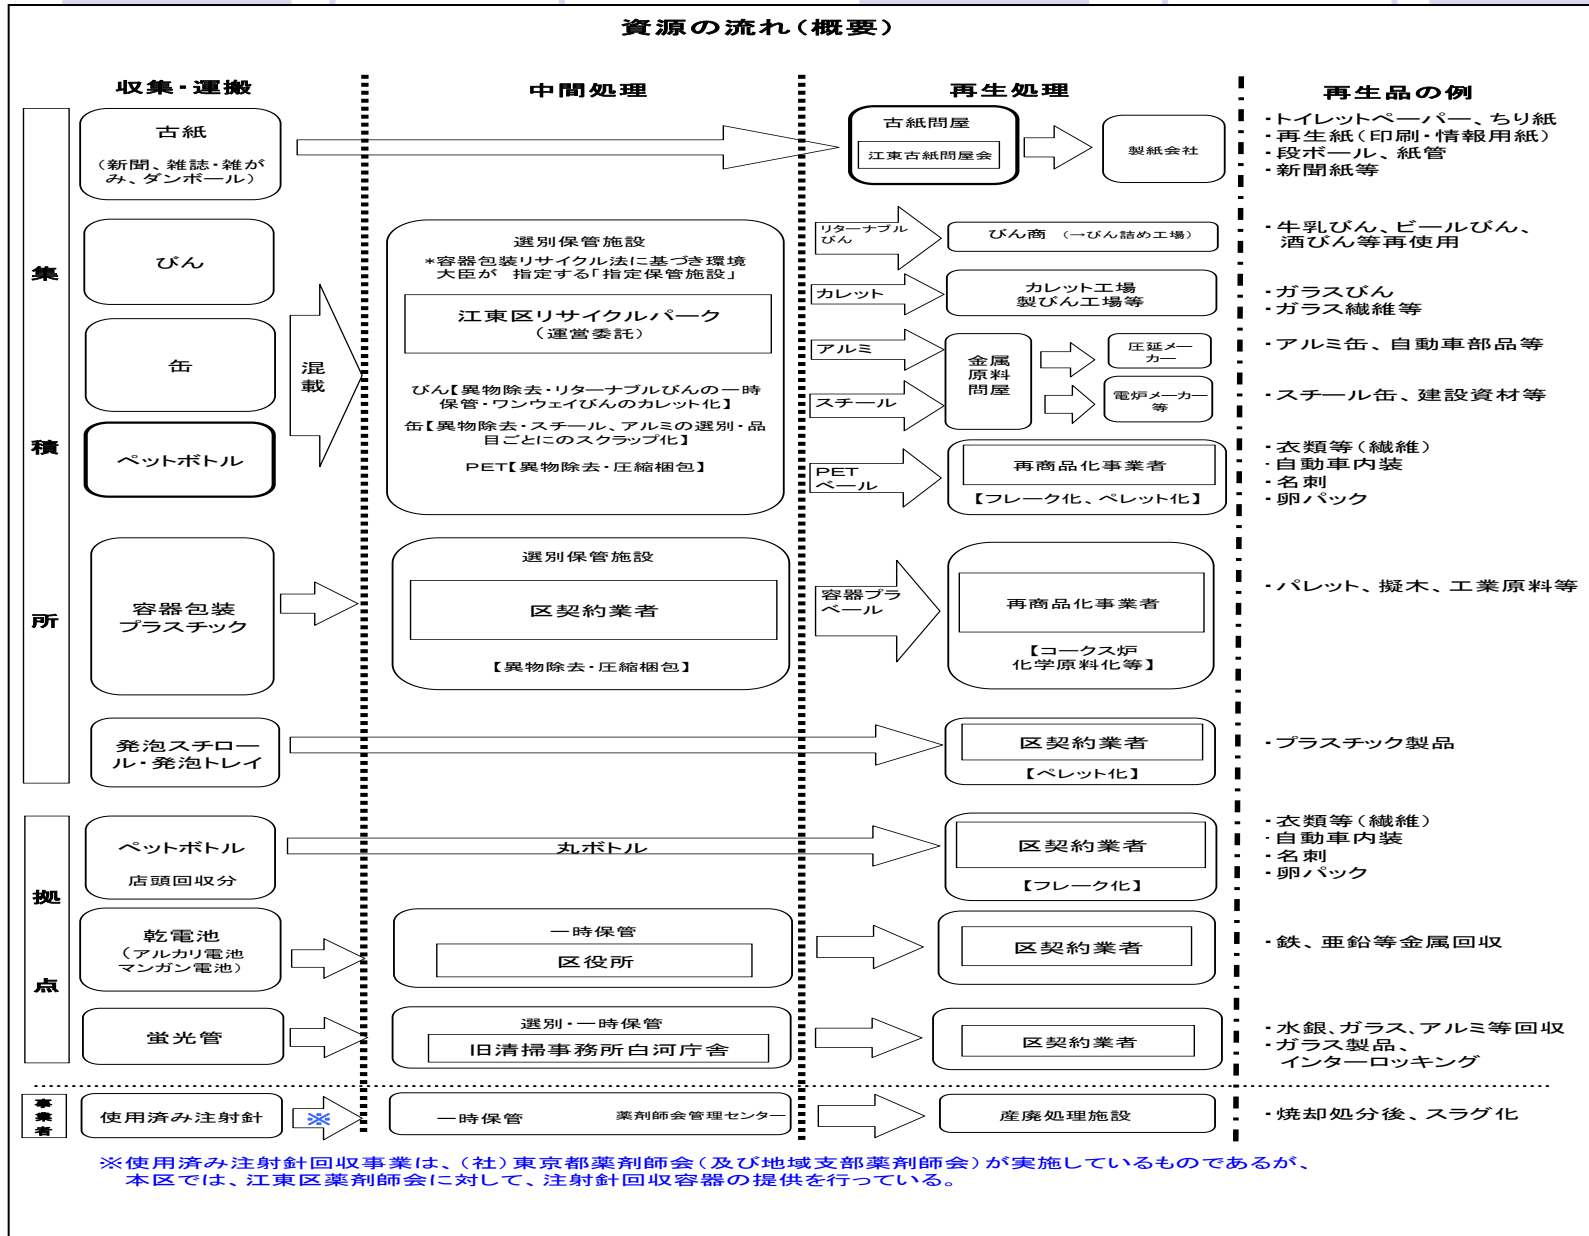 資源の流れ(概要)
収集・運搬
中間処理
再生処理
再生品の例
集
積
所
古紙
(新聞、雑誌・雑が
み、ダンボール)
古紙問屋
江東古紙問屋会
製紙会社
・トイレットペーパー、ちり紙
・再生紙(印刷・情報用紙)
・段ボール、紙管
・新聞紙等
びん
缶
ペットボトル
混
載
選別保管施設
*容器包装リサイクル法に基づき環境
大臣が 指定する「指定保管施設」
江東区リサイクルパーク
(運営委託)
びん【異物除去・リターナブルびんの一時
保管・ワンウェイびんのカレット化】
缶【異物除去・スチール、アルミの選別・品
目ごとにのスクラップ化】
PET【異物除去・圧縮梱包】
リターナブル
びん
びん商 (→びん詰め工場)
・牛乳びん、ビールびん、
酒びん等再使用
カレット
カレット工場
製びん工場等
・ガラスびん
・ガラス繊維等
アルミ
スチール
金属
原料
問屋
圧延メー
カー
・アルミ缶、自動車部品等
電炉メーカー
等
・スチール缶、建設資材等
PET
ベール
再商品化事業者
【フレーク化、ペレット化】
・衣類等(繊維)
・自動車内装
・名刺
・卵パック
容器包装
プラスチック
選別保管施設
区契約業者
【異物除去・圧縮梱包】
容器プラ
ベール
再商品化事業者
【コークス炉
化学原料化等】
・パレット、擬木、工業原料等
発泡スチロー
ル・発泡トレイ
区契約業者
【ペレット化】
・プラスチック製品
拠
点
ペットボトル
店頭回収分
丸ボトル
区契約業者
【フレーク化】
・衣類等(繊維)
・自動車内装
・名刺
・卵パック
乾電池
(アルカリ電池
マンガン電池)
一時保管
区役所
区契約業者
・鉄、亜鉛等金属回収
蛍光管
選別・一時保管
旧清掃事務所白河庁舎
区契約業者
・水銀、ガラス、アルミ等回収
・ガラス製品、
インターロッキング
事
業
者
使用済み注射針
※
一時保管 薬剤師会管理センター
産廃処理施設
・焼却処分後、スラグ化
※使用済み注射針回収事業は、(社)東京都薬剤師会(及び地域支部薬剤師会)が実施しているものであるが、
本区では、江東区薬剤師会に対して、注射針回収容器の提供を行っている。